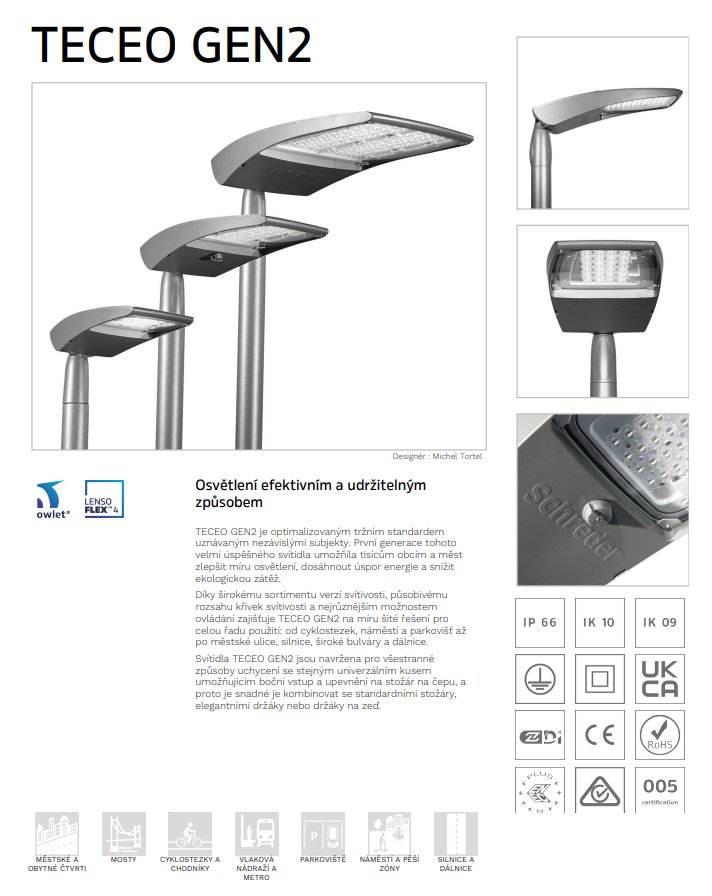 TECEO GEN2
Designér : Michel Tortel
owlet®
LENSO
FLEX™4
Osvětlení efektivním a udržitelným
způsobem
TECEO GEN2 je optimalizovaným tržním standardem
uznávaným nezávislými subjekty. První generace tohoto
velmi úspěšného svítidla umožňila tisícům obcím a měst
zlepšit míru osvětlení, dosáhnout úspor energie a snížit
ekologickou zátěž.
Díky širokému sortimentu verzí svítivosti, působivému
rozsahu křivek svítivosti a nejrůznějším možnostem
ovládání zajišťuje TECEO GEN2 na míru šité řešení pro
celou řadu použití: od cyklostezek, náměstí a parkovišť až
po městské ulice, silnice, široké bulváry a dálnice.
Svítidla TECEO GEN2 jsou navržena pro všestranné
způsoby uchycení se stejným univerzálním kusem
umožňujícím boční vstup a upevnění na stožár na čepu, a
proto je snadné je kombinovat se standardními stožáry,
elegantními držáky nebo držáky na zeď.
Schréder
IP 66
IK 10
IK 09
UK
CA
ZD4i
CE
RoHS
PLUS
005
certification
P
MĚSTSKÉ A
OBYTNÉ ČTVRTI
MOSTY
CYKLOSTEZKY A
CHODNÍKY
VLAKOVÁ
NÁDRAŽÍ A
METRO
PARKOVIŠTĚ
NÁMĚSTÍ A PĚŠÍ
ZÓNY
SILNICE A
DÁLNICE